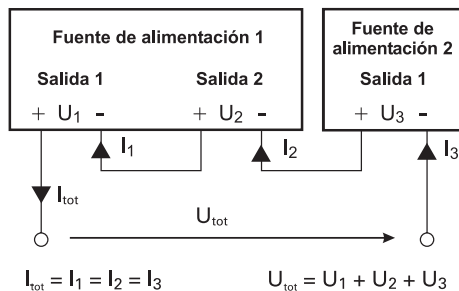 Fuente de alimentación 1
Salida 1
Salida 2
Fuente de
alimentación 2
Salida 1
+ U₁ -
+ U₂ -
+ U₃ -
I₁
I₂
I₃
Iₜₒₜ
Uₜₒₜ
Iₜₒₜ = I₁ = I₂ = I₃
Uₜₒₜ = U₁ + U₂ + U₃